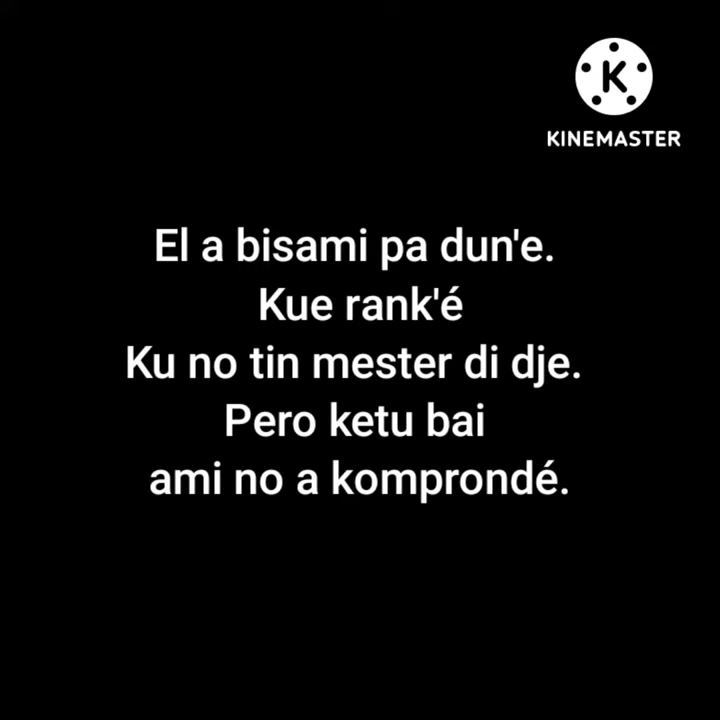 KINEMASTER
El a bisami pa dun'e.
Kue rank'é
Ku no tin mester di dje.
Pero ketu bai
ami no a komprondé.